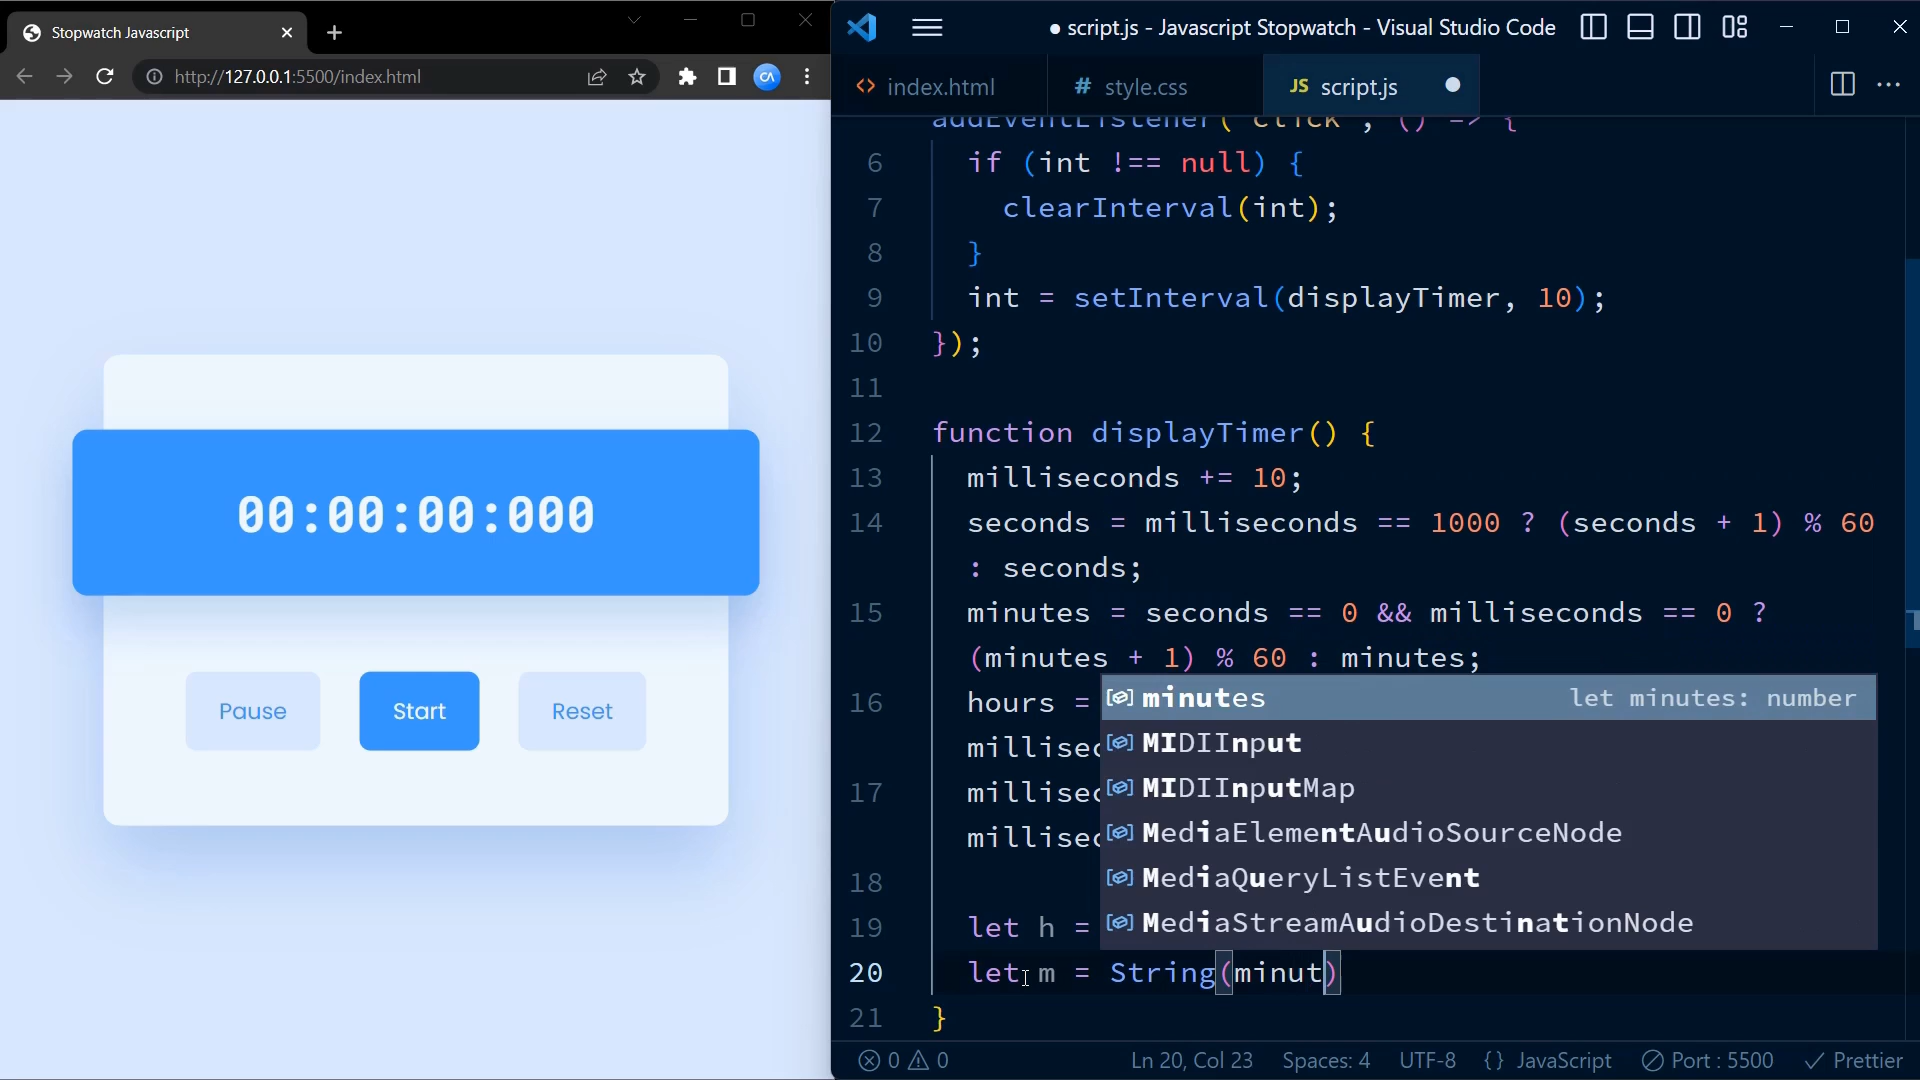 Stopwatch Javascript
http://127.0.0.1:5500/index.html
CA
00:00:00:000
Pause
Start
Reset
script.js - Javascript Stopwatch - Visual Studio Code
<> index.html
# style.css
JS script.js
addEventListener("click", () => {
6 if (int !== null) {
7 clearInterval(int);
8 }
9 int = setInterval(displayTimer, 10);
10 });
11
12 function displayTimer() {
13 milliseconds += 10;
14 seconds = milliseconds == 1000 ? (seconds + 1) % 60
: seconds;
15 minutes = seconds == 0 && milliseconds == 0 ?
(minutes + 1) % 60 : minutes;
16 hours =
17
18
19 let h =
20 let m = String(minut)
21 }
minutes let minutes: number
MIDIInput
MIDIInputMap
MediaElementAudioSourceNode
MediaQueryListEvent
MediaStreamAudioDestinationNode
0 0 Ln 20, Col 23 Spaces: 4 UTF-8 {} JavaScript Port : 5500 Prettier